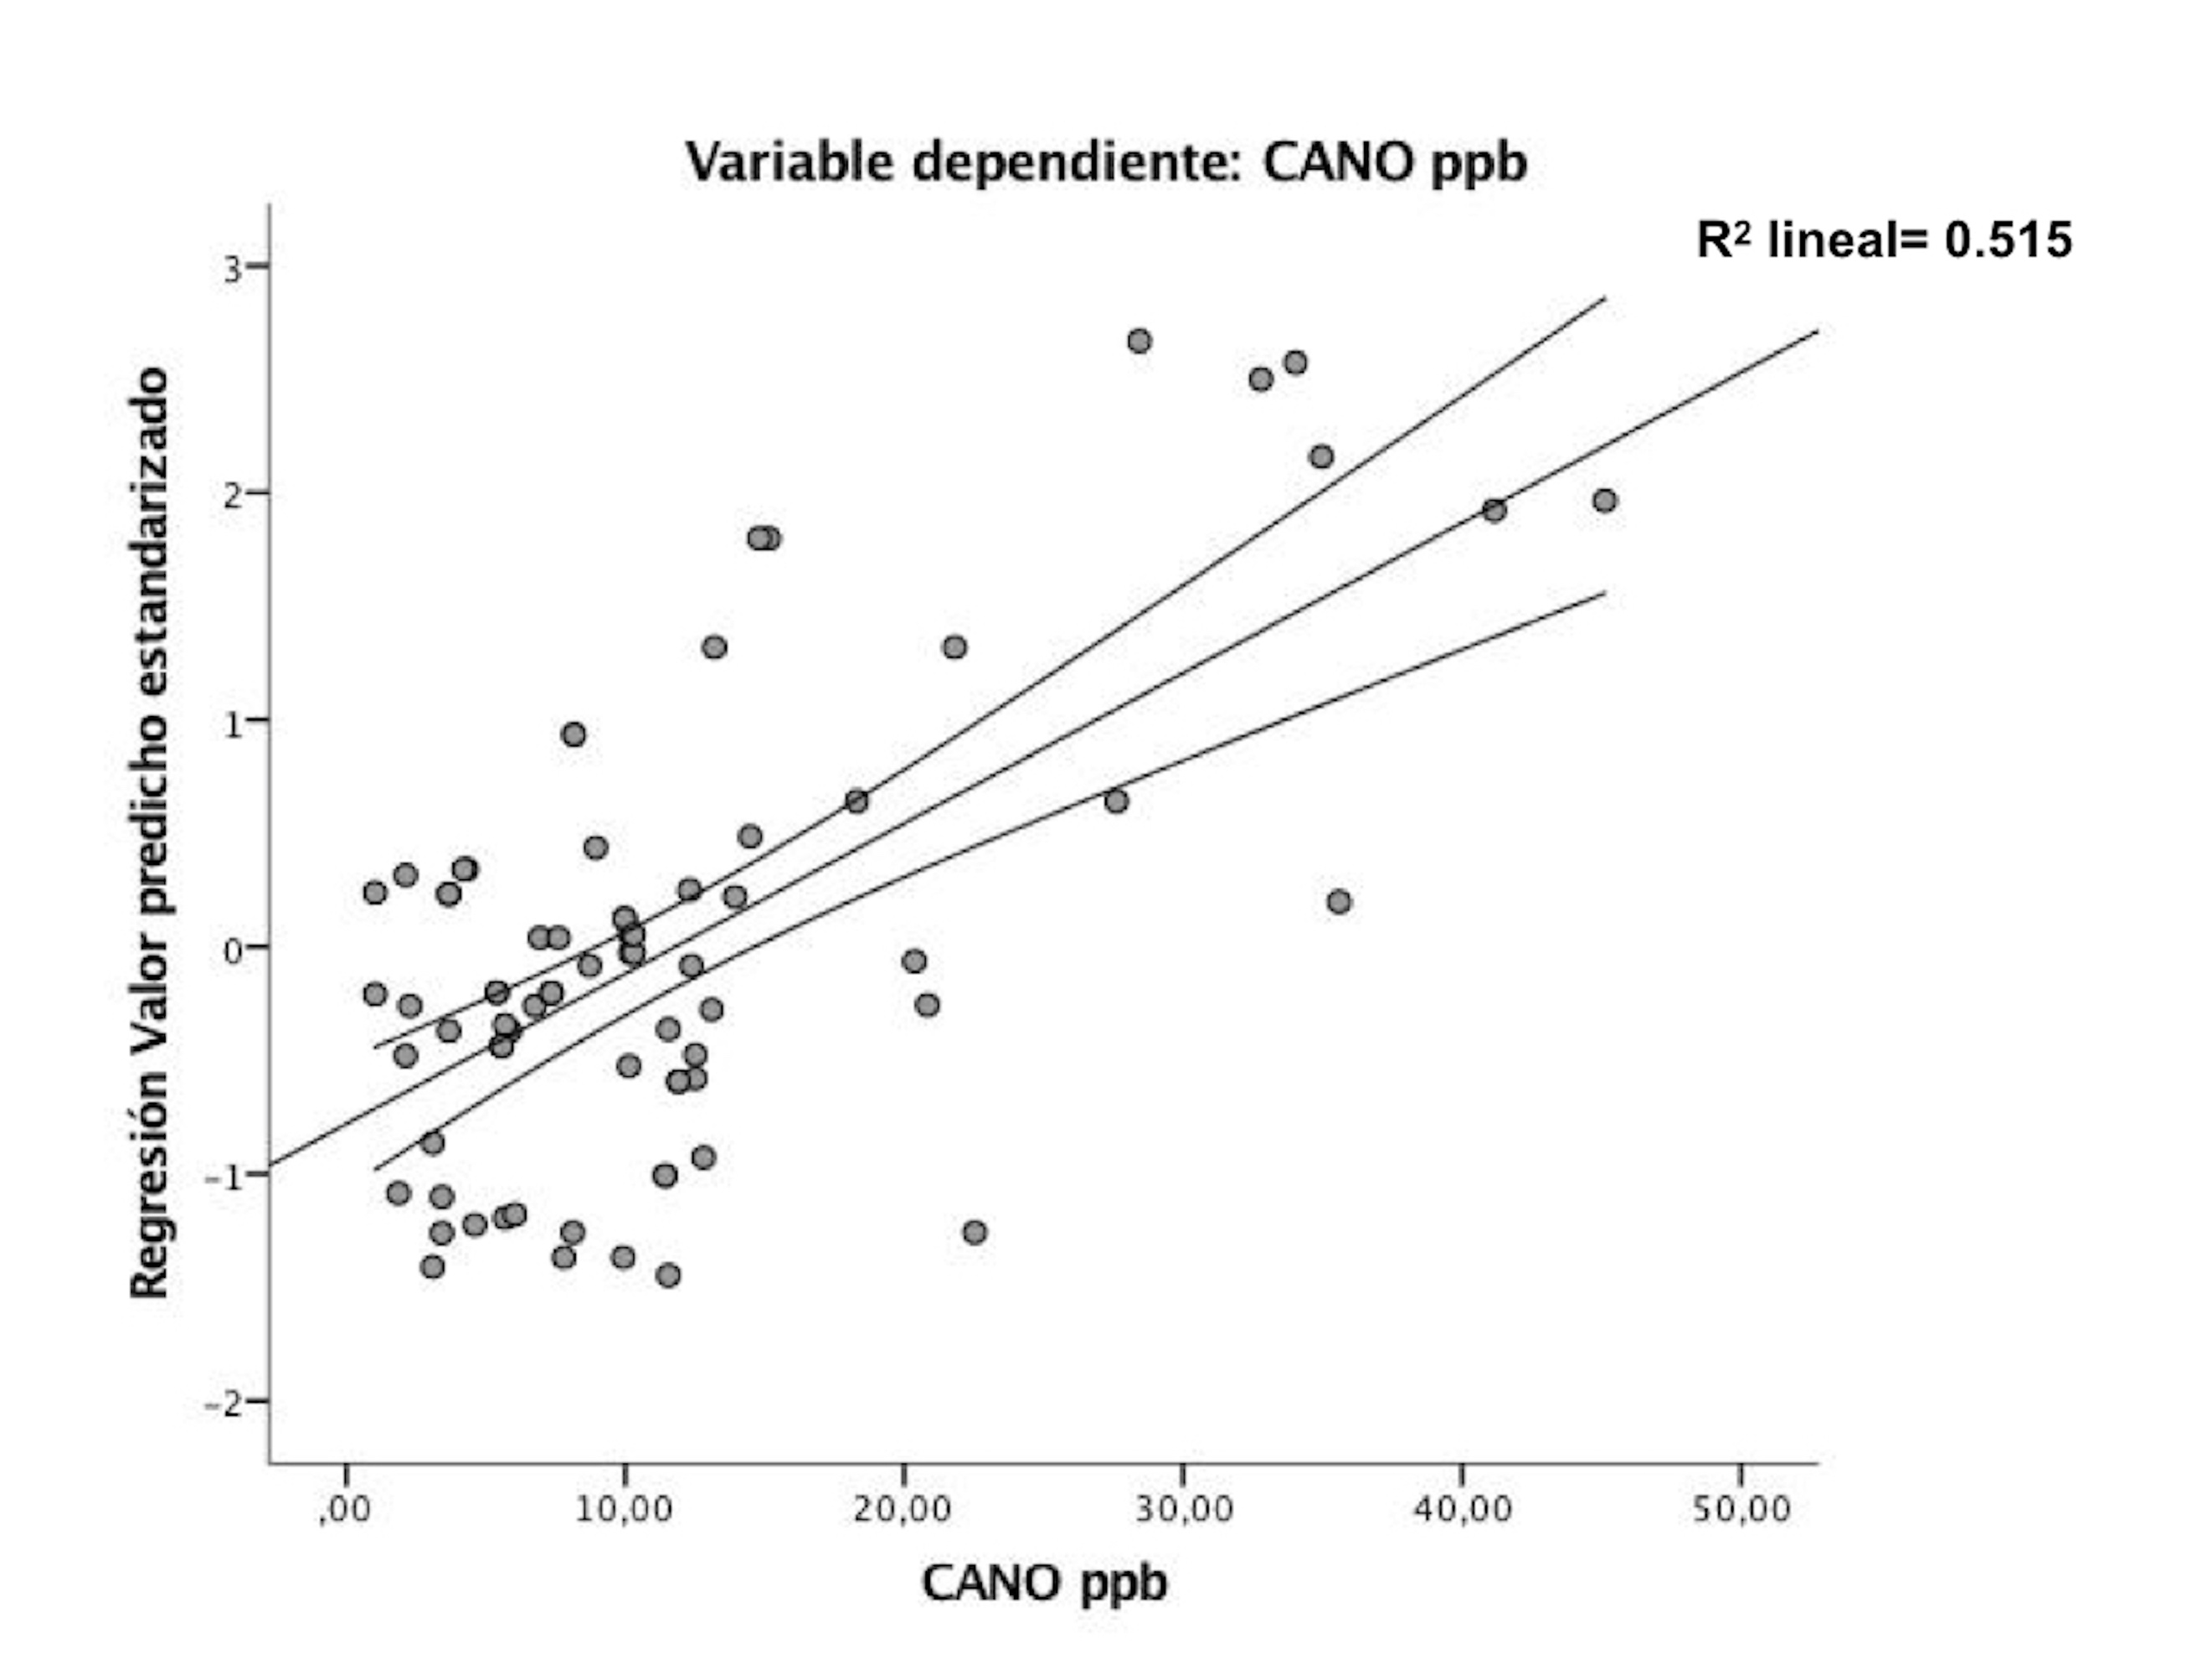 Variable dependiente: CANO ppb
R² lineal= 0.515
Regresión Valor predicho estandarizado
3
2
1
0
-1
-2
,00 10,00 20,00 30,00 40,00 50,00
CANO ppb